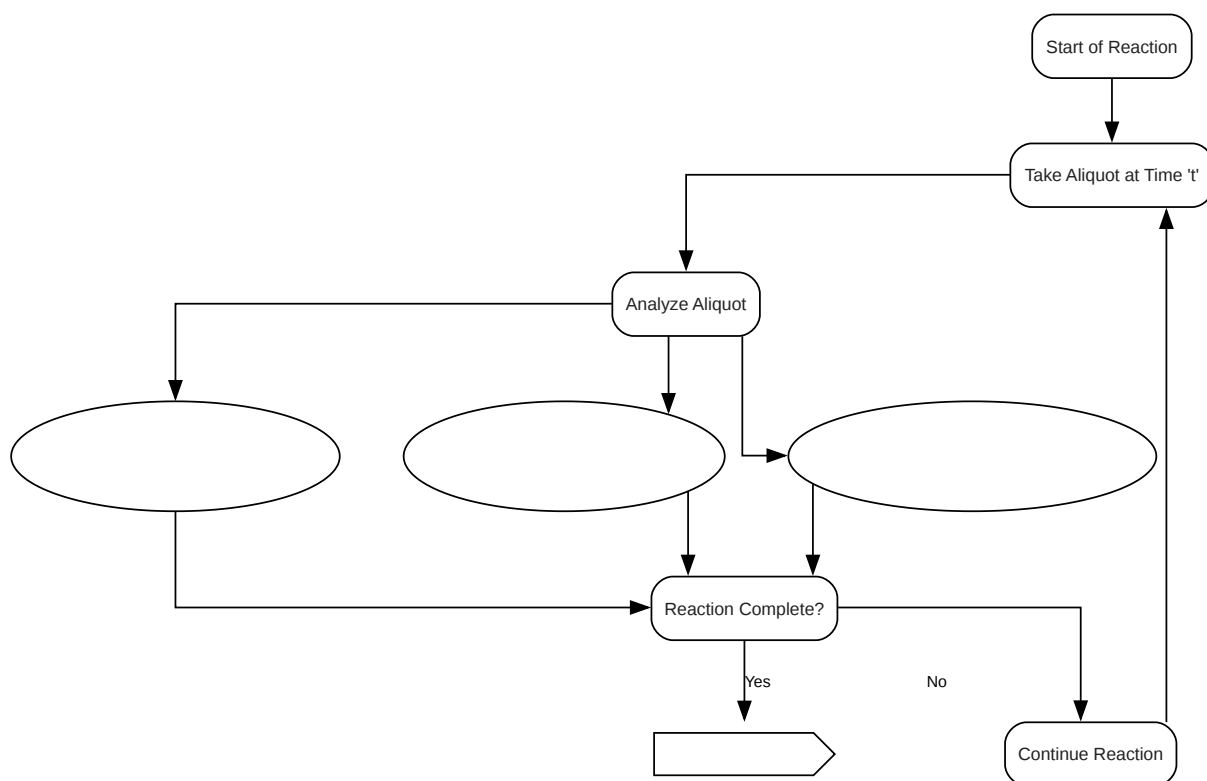 Start of Reaction
Take Aliquot at Time 't'
Analyze Aliquot
Reaction Complete?
Yes
No
Continue Reaction